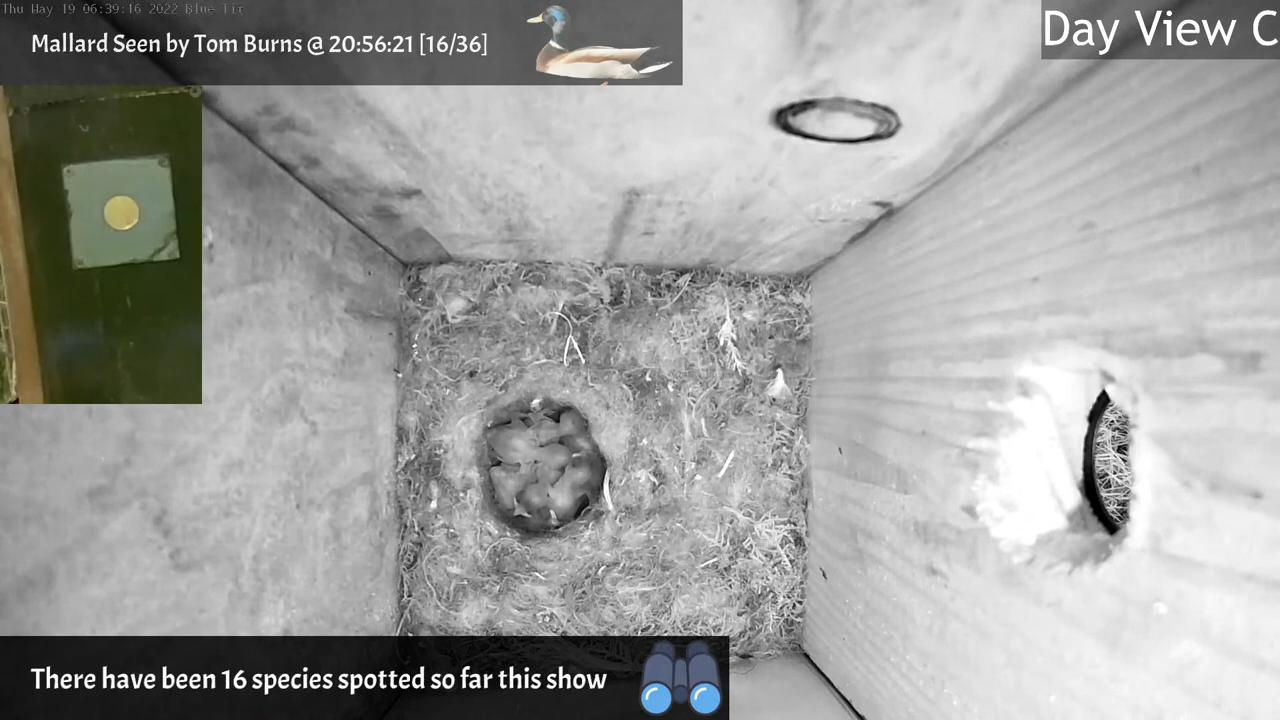 Thu May 19 06:39:16 2022 Blue Tit
Mallard Seen by Tom Burns @ 20:56:21 [16/36]
Day View C
There have been 16 species spotted so far this show